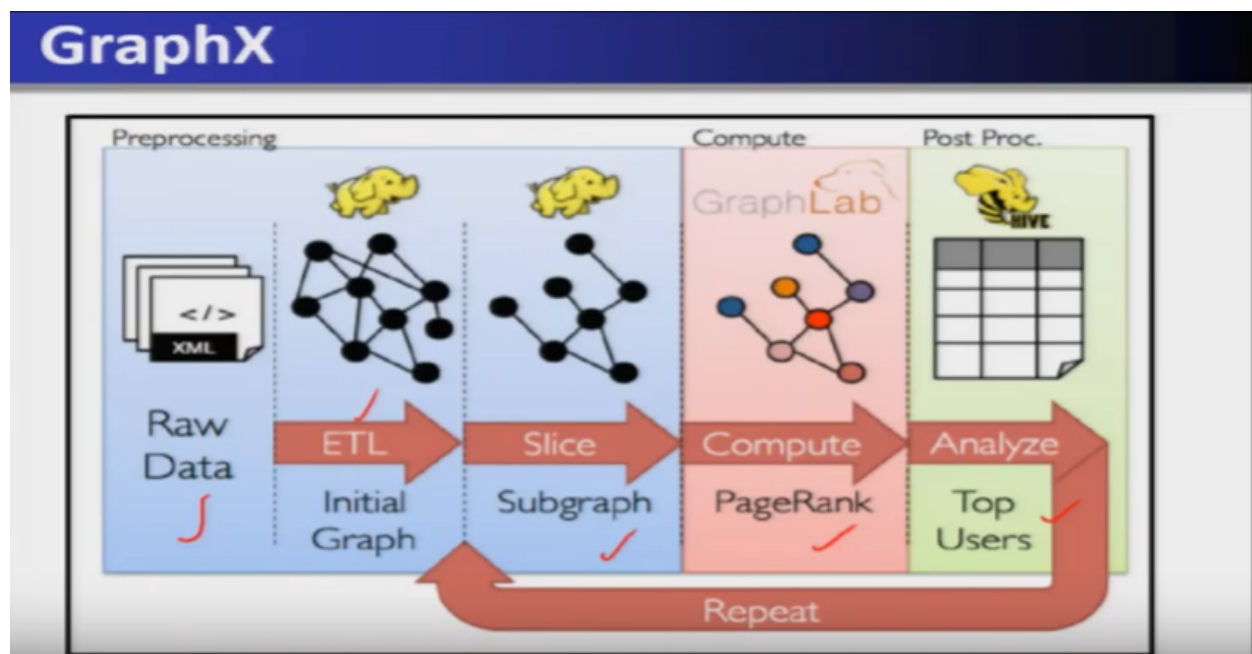 GraphX
Preprocessing
Compute
Post Proc.
GraphLab
HIVE
</>
XML
Raw
Data
ETL
Slice
Compute
Analyze
Initial
Graph
Subgraph
PageRank
Top
Users
Repeat